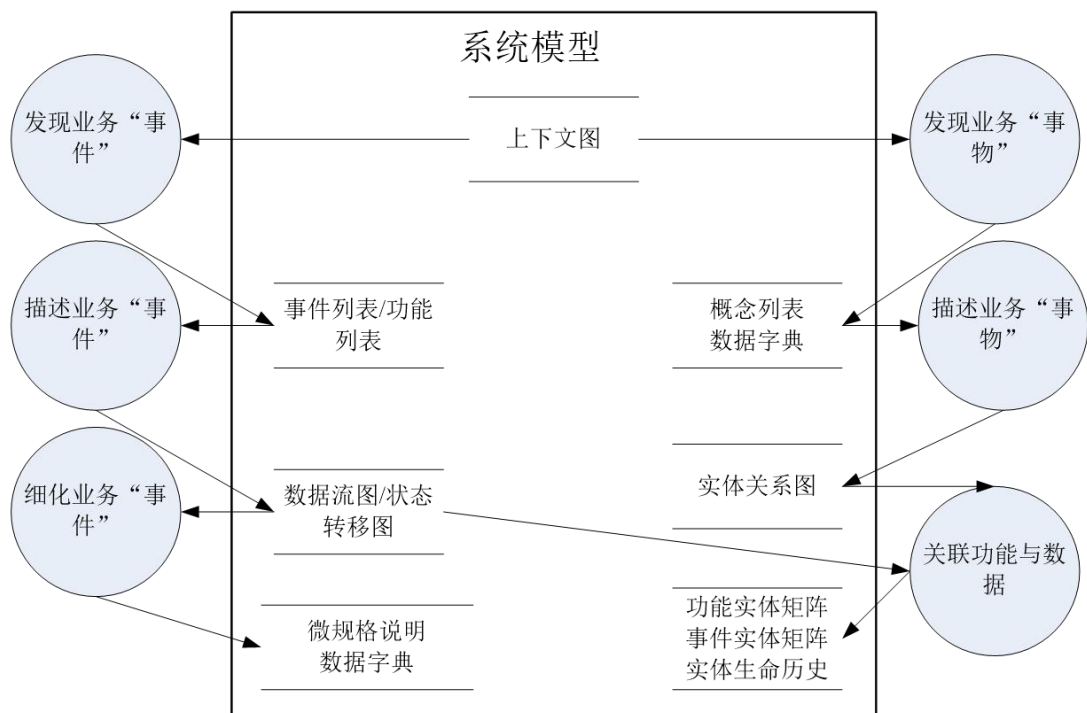 系统模型
发现业务“事
件”
上下文图
发现业务“事
物”
描述业务“事
件”
事件列表/功能
列表
概念列表
数据字典
描述业务“事
物”
细化业务“事
件”
数据流图/状态
转移图
实体关系图
关联功能与数
据
微规格说明
数据字典
功能实体矩阵
事件实体矩阵
实体生命历史